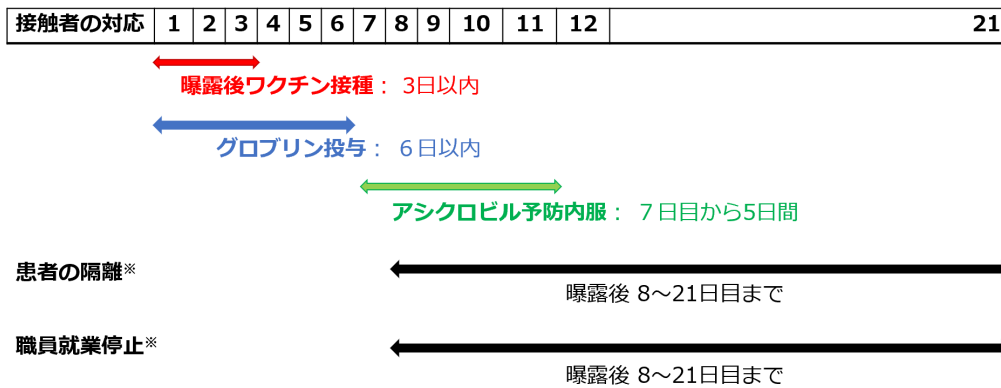 接触者の対応 1 2 3 4 5 6 7 8 9 10 11 12 21
曝露後ワクチン接種： 3日以内
グロブリン投与： ６日以内
アシクロビル予防内服： ７日目から5日間
患者の隔離※
曝露後 8～21日目まで
職員就業停止※
曝露後 8～21日目まで